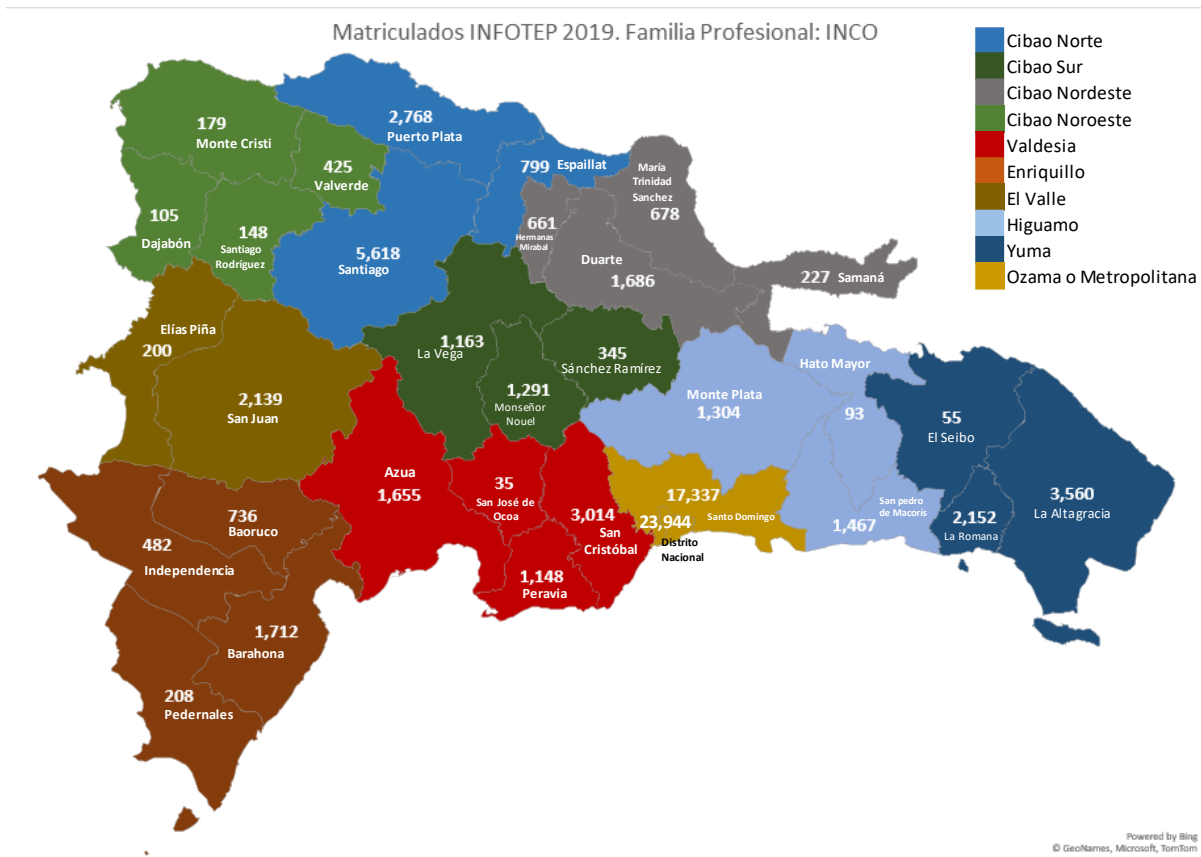 Matriculados INFOTEP 2019. Familia Profesional: INCO
Cibao Norte
Cibao Sur
Cibao Nordeste
Cibao Noroeste
Valdesia
Enriquillo
El Valle
Higuamo
Yuma
Ozama o Metropolitana
179
Monte Cristi
2,768
Puerto Plata
425
Valverde
799
Espaillat
María
Trinidad
Sanchez
678
105
Dajabón
148
Santiago
Rodríguez
5,618
Santiago
661
Hermanas
Mirabal
Duarte
1,686
227
Samaná
Elías Piña
200
2,139
San Juan
1,163
La Vega
345
Sánchez Ramírez
1,291
Monseñor
Nouel
Monte Plata
1,304
Hato Mayor
93
55
El Seibo
Azua
1,655
35
San José de
Ocoa
3,014
San
Cristóbal
17,337
Santo Domingo
23,944
Distrito
Nacional
San pedro
de Macorís
1,467
2,152
La Romana
3,560
La Altagracia
736
Baoruco
482
Independencia
1,148
Peravia
1,712
Barahona
208
Pedernales
Powered by Bing
© GeoNames, Microsoft, TomTom